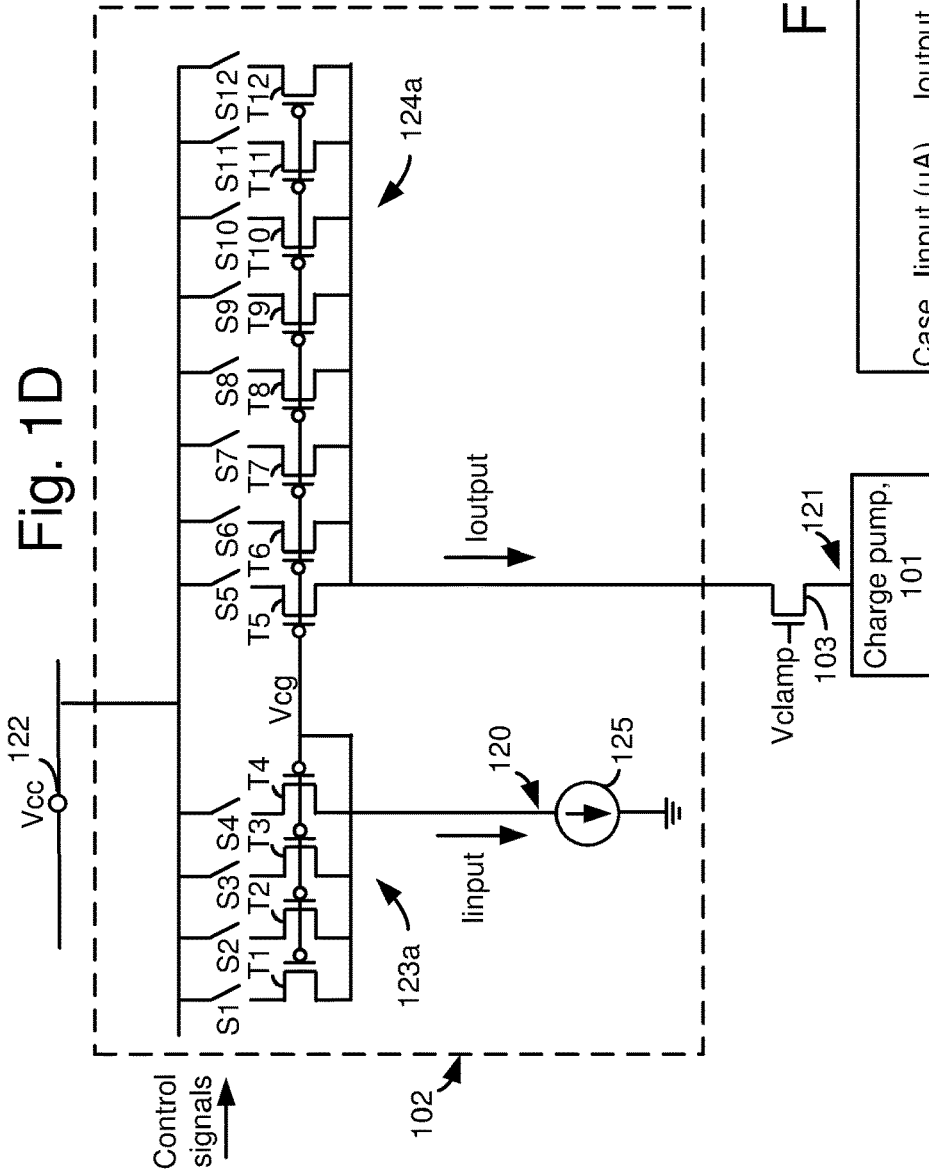 Fig. 1D
Vcc
122
Control
signals
S1
S2
S3
S4
S5
S6
S7
S8
S9
S10
S11
S12
T1
T2
T3
T4
T5
T6
T7
T8
T9
T10
T11
T12
Vcg
123a
124a
Iinput
120
125
Ioutput
102
Vclamp
103
121
Charge pump,
101
F
Case Iinput (µA) Ioutput